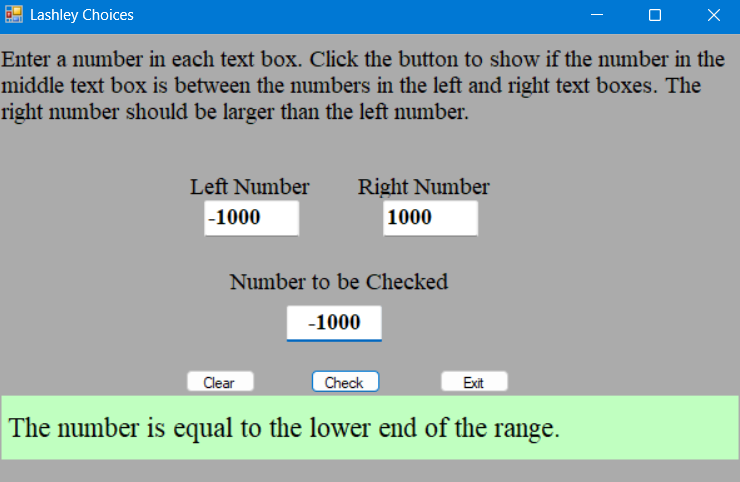 Lashley Choices
Enter a number in each text box. Click the button to show if the number in the
middle text box is between the numbers in the left and right text boxes. The
right number should be larger than the left number.
Left Number Right Number
-1000 1000
Number to be Checked
-1000
Clear Check Exit
The number is equal to the lower end of the range.